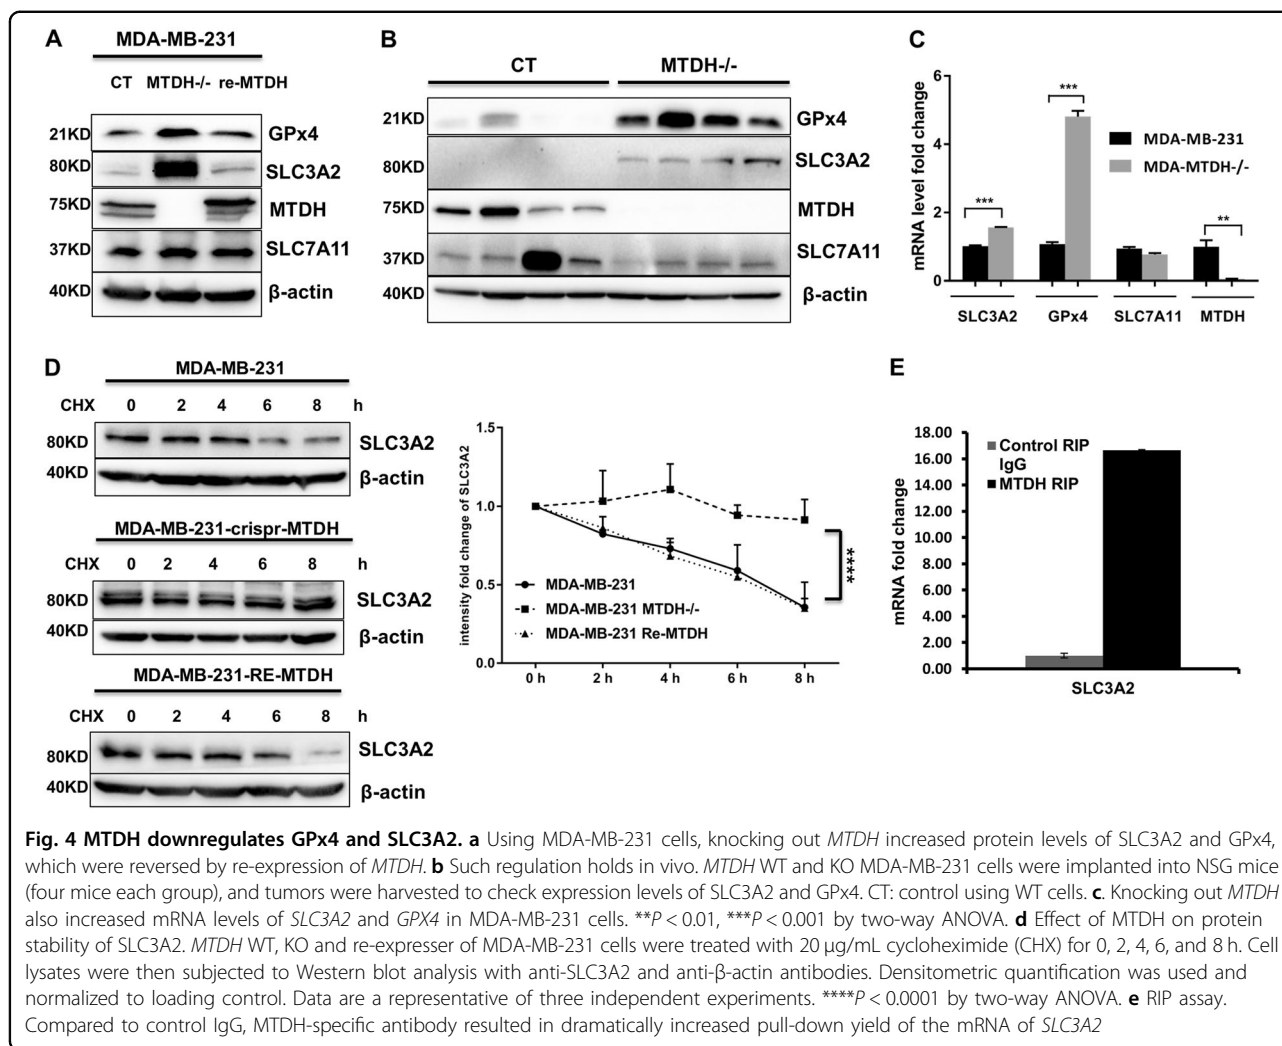 A
MDA-MB-231
CT MTDH-/- re-MTDH
21KD GPx4
80KD SLC3A2
75KD MTDH
37KD SLC7A11
40KD β-actin
B
CT MTDH-/-
21KD GPx4
80KD SLC3A2
75KD MTDH
37KD SLC7A11
40KD β-actin
C
mRNA level fold change
6
4
2
0
*** *** **
MDA-MB-231
MDA-MTDH-/-
SLC3A2 GPx4 SLC7A11 MTDH
D
MDA-MB-231
CHX 0 2 4 6 8 h
80KD SLC3A2
40KD β-actin
MDA-MB-231-crispr-MTDH
0 2 4 6 8 h
80KD SLC3A2
40KD β-actin
MDA-MB-231-RE-MTDH
CHX 0 2 4 6 8 h
80KD SLC3A2
40KD β-actin
intensity fold change of SLC3A2
1.5
1.0
0.5
0.0
****
MDA-MB-231
MDA-MB-231 MTDH-/-
MDA-MB-231 Re-MTDH
0 h 2 h 4 h 6 h 8 h
E
mRNA fold change
18.00
16.00
14.00
12.00
10.00
8.00
6.00
4.00
2.00
0.00
Control RIP
IgG
MTDH RIP
SLC3A2
Fig. 4 MTDH downregulates GPx4 and SLC3A2. a Using MDA-MB-231 cells, knocking out MTDH increased protein levels of SLC3A2 and GPx4,
which were reversed by re-expression of MTDH. b Such regulation holds in vivo. MTDH WT and KO MDA-MB-231 cells were implanted into NSG mice
(four mice each group), and tumors were harvested to check expression levels of SLC3A2 and GPx4. CT: control using WT cells. c. Knocking out MTDH
also increased mRNA levels of SLC3A2 and GPX4 in MDA-MB-231 cells. **P < 0.01, ***P < 0.001 by two-way ANOVA. d Effect of MTDH on protein
stability of SLC3A2. MTDH WT, KO and re-expresser of MDA-MB-231 cells were treated with 20 μg/mL cycloheximide (CHX) for 0, 2, 4, 6, and 8 h. Cell
lysates were then subjected to Western blot analysis with anti-SLC3A2 and anti-β-actin antibodies. Densitometric quantification was used and
normalized to loading control. Data are a representative of three independent experiments. ****P < 0.0001 by two-way ANOVA. e RIP assay.
Compared to control IgG, MTDH-specific antibody resulted in dramatically increased pull-down yield of the mRNA of SLC3A2